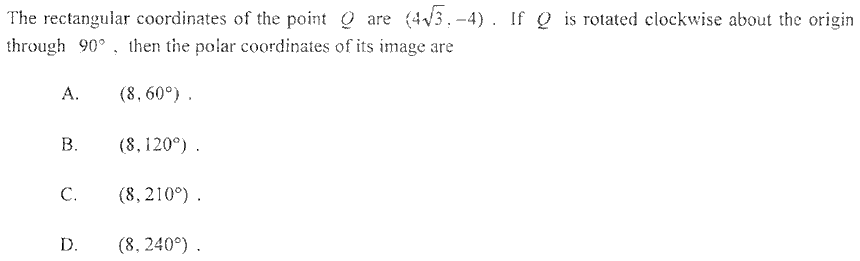 The rectangular coordinates of the point Q are (4√3, −4) . If Q is rotated clockwise about the origin
through 90° , then the polar coordinates of its image are
A. (8, 60°) .
B. (8, 120°) .
C. (8, 210°) .
D. (8, 240°) .